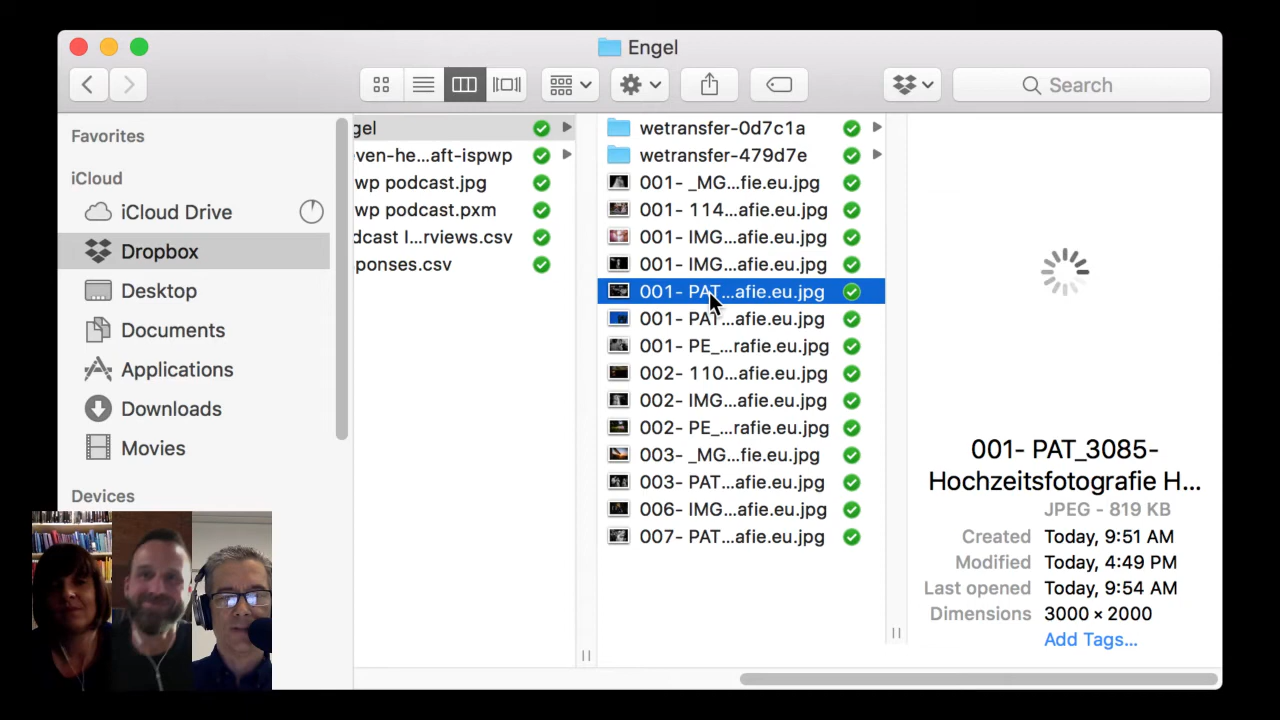 Engel
Search
Favorites
iCloud
iCloud Drive
Dropbox
Desktop
Documents
Applications
Downloads
Movies
Devices
gel
ven-he...aft-ispwp
wp podcast.jpg
wp podcast.pxm
dcast I...rviews.csv
ponses.csv
wetransfer-0d7c1a
wetransfer-479d7e
001- _MG...fie.eu.jpg
001- 114...afie.eu.jpg
001- IMG...afie.eu.jpg
001- IMG...afie.eu.jpg
001- PAT...afie.eu.jpg
001- PAT...afie.eu.jpg
001- PE_...rafie.eu.jpg
002- 110...afie.eu.jpg
002- IMG...afie.eu.jpg
002- PE_...rafie.eu.jpg
003- _MG...fie.eu.jpg
003- PAT...afie.eu.jpg
006- IMG...afie.eu.jpg
007- PAT...afie.eu.jpg
001- PAT_3085-
Hochzeitsfotografie H...
JPEG - 819 KB
Created Today, 9:51 AM
Modified Today, 4:49 PM
Last opened Today, 9:54 AM
Dimensions 3000 × 2000
Add Tags...